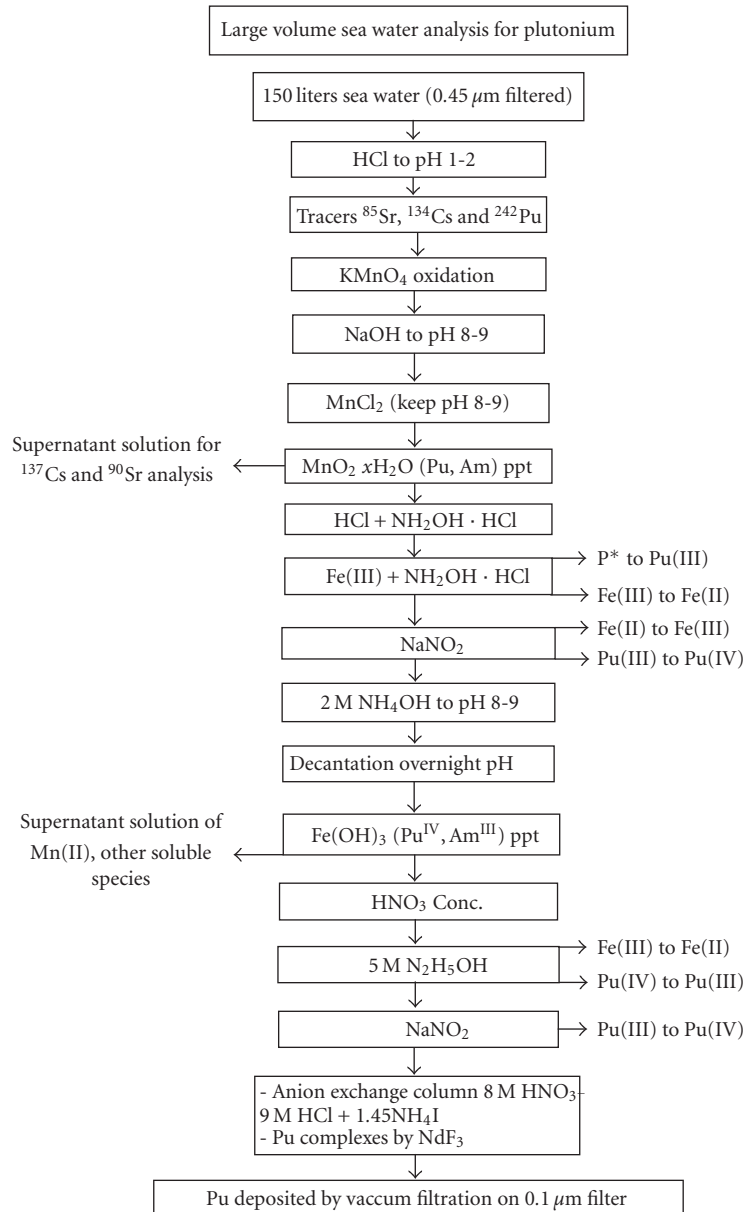 Large volume sea water analysis for plutonium
150 liters sea water (0.45 μm filtered)
HCl to pH 1-2
Tracers ⁸⁵Sr, ¹³⁴Cs and ²⁴²Pu
KMnO₄ oxidation
NaOH to pH 8-9
MnCl₂ (keep pH 8-9)
Supernatant solution for
¹³⁷Cs and ⁹⁰Sr analysis
MnO₂ xH₂O (Pu, Am) ppt
HCl + NH₂OH · HCl
Fe(III) + NH₂OH · HCl
P* to Pu(III)
Fe(III) to Fe(II)
NaNO₂
Fe(II) to Fe(III)
Pu(III) to Pu(IV)
2 M NH₄OH to pH 8-9
Decantation overnight pH
Supernatant solution of
Mn(II), other soluble
species
Fe(OH)₃ (Puᴵⱽ, Amᴵᴵᴵ) ppt
HNO₃ Conc.
5 M N₂H₅OH
Fe(III) to Fe(II)
Pu(IV) to Pu(III)
NaNO₂
Pu(III) to Pu(IV)
- Anion exchange column 8 M HNO₃-
9 M HCl + 1.45NH₄I
- Pu complexes by NdF₃
Pu deposited by vaccum filtration on 0.1 μm filter